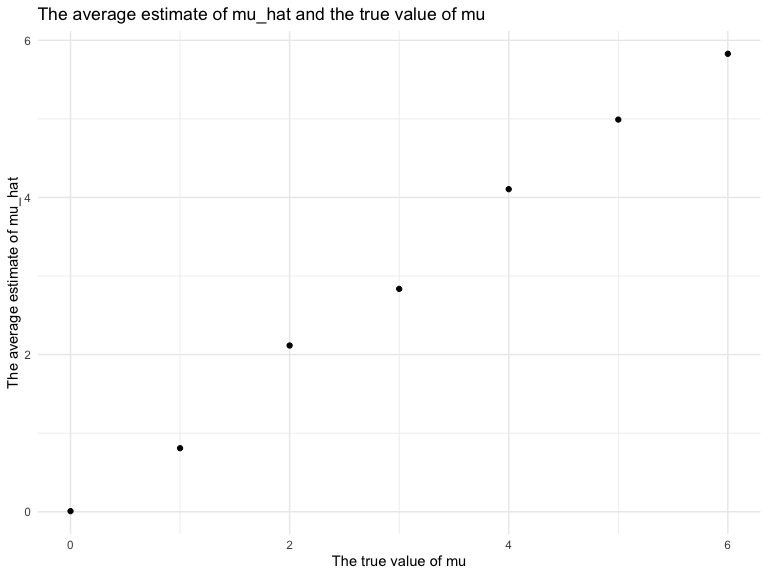 The average estimate of mu_hat and the true value of mu
The average estimate of mu_hat
6
4
2
0
0
2
4
6
The true value of mu